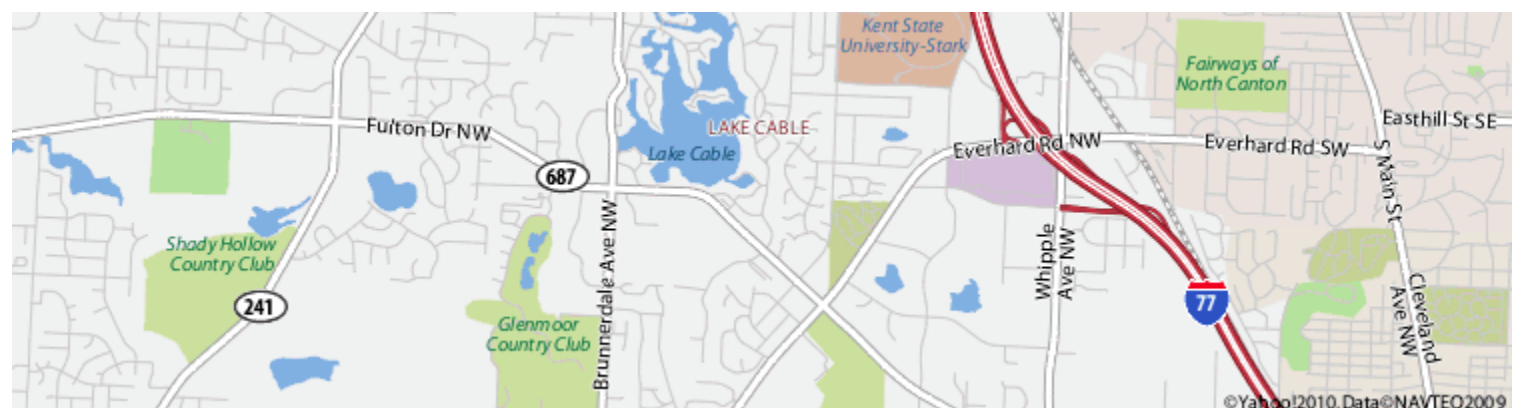 Kent State
University-Stark
Fairways of
North Canton
Fulton Dr NW
LAKE CABLE
Lake Cable
Everhard Rd NW
Everhard Rd SW
Easthill St SE
S Main St
687
Shady Hollow
Country Club
241
Brunnerdale Ave NW
Glenmoor
Country Club
Whipple
Ave NW
77
Cleveland
Ave NW
©Yahoo!2010, Data©NAVTEQ2009